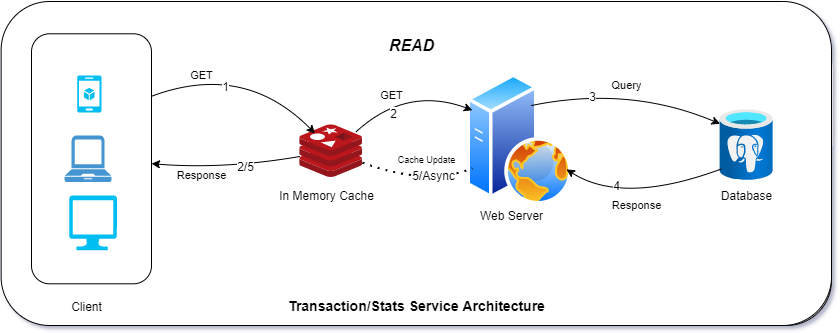 READ
GET
1
GET
2
Query
3
Cache Update
5/Async
2/5
Response
4
Response
In Memory Cache
Web Server
Database
Client
Transaction/Stats Service Architecture